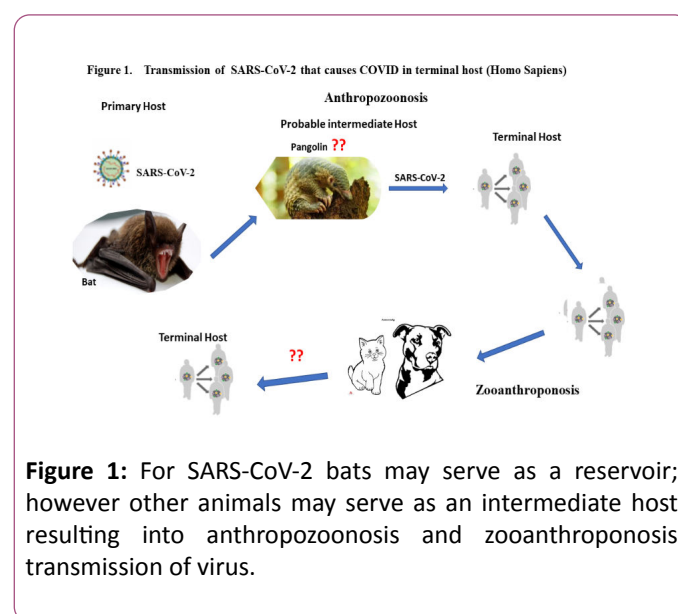 Figure 1. Transmission of SARS-CoV-2 that causes COVID in terminal host (Homo Sapiens)
Anthropozoonosis
Primary Host
Probable intermediate Host
Pangolin ??
Terminal Host
SARS-CoV-2
SARS-CoV-2
Bat
Terminal Host
??
Zooanthroponosis
Figure 1: For SARS-CoV-2 bats may serve as a reservoir;
however other animals may serve as an intermediate host
resulting into anthropozoonosis and zooanthroponosis
transmission of virus.